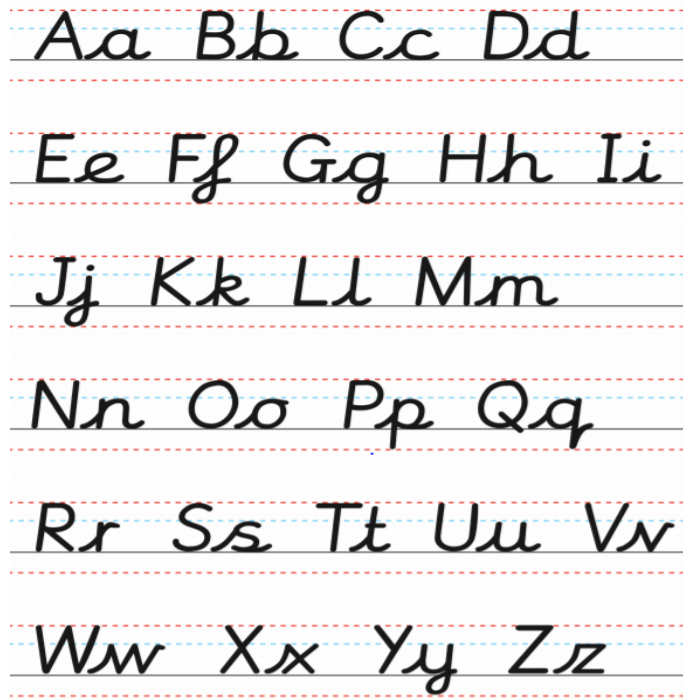 Aa Bb Cc Dd
Ee Ff Gg Hh Ii
Jj Kk Ll Mm
Nn Oo Pp Qq
Rr Ss Tt Uu Vv
Ww Xx Yy Zz